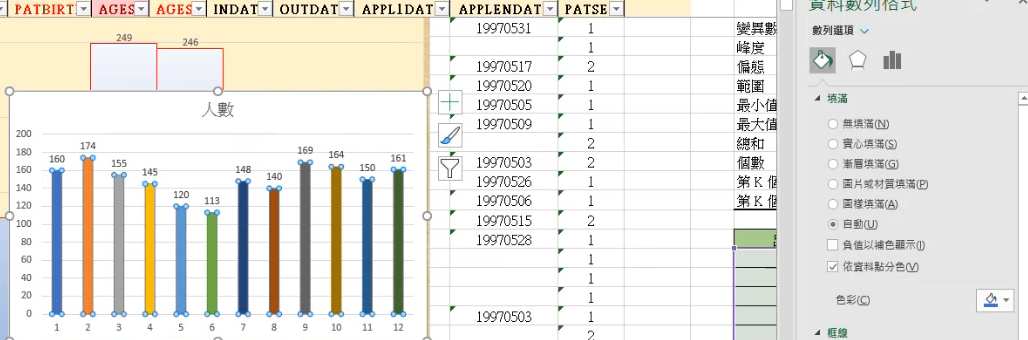 PATBIRT AGES AGES INDAT OUTDAT APPL1DAT APPLENDAT PATSE
249 246
人數
200
180
160
140
120
100
80
60
40
20
0
160 174 155 145 120 113 148 140 169 164 150 161
1 2 3 4 5 6 7 8 9 10 11 12
19970531 1
1
19970517 2
19970520 1
19970505 1
19970509 1
2
19970503 2
19970526 1
19970506 1
19970515 2
19970528 1
1
1
1
19970503 1
2
變異數
峰度
偏態
範圍
最小值
最大值
總和
個數
第 K 個
第 K 個
資料數列格式
數列選項
填滿
無填滿(N)
實心填滿(S)
漸層填滿(G)
圖片或材質填滿(P)
圖樣填滿(A)
自動(U)
負值以補色顯示(I)
依資料點分色(V)
色彩(C)
框線